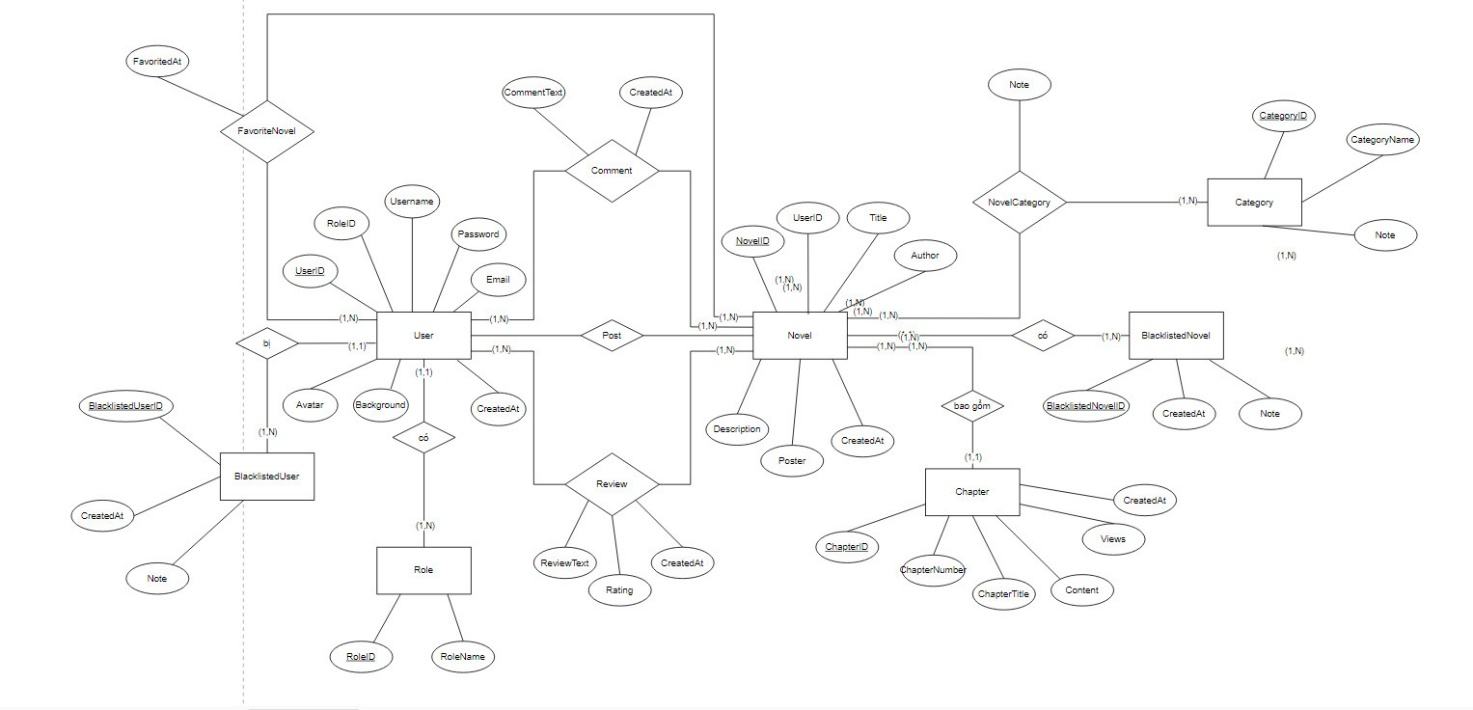 FavoritedAt
FavoriteNovel
CommentText
CreatedAt
Comment
Note
NovelCategory
(1,N)
CategoryID
CategoryName
Category
Note
(1,N)
Username
RoleID
Password
UserID
Email
(1,N)
User
(1,N)
bị
(1,1)
(1,N)
(1,1)
Avatar
Background
CreatedAt
Post
NovelID
UserID
Title
Author
(1,N)
(1,N)
(1,N)
(1,N)
(1,N)
(1,N)
(1,N)
Novel
(1,N)
(1,N)
(1,N)
(1,N)
có
(1,N)
BlacklistedNovel
(1,N)
BlacklistedNovelID
CreatedAt
Note
Description
Poster
CreatedAt
bao gồm
(1,1)
Chapter
ChapterID
ChapterNumber
ChapterTitle
Content
Views
CreatedAt
BlacklistedUserID
(1,N)
BlacklistedUser
CreatedAt
Note
có
(1,N)
Role
RoleID
RoleName
Review
ReviewText
Rating
CreatedAt